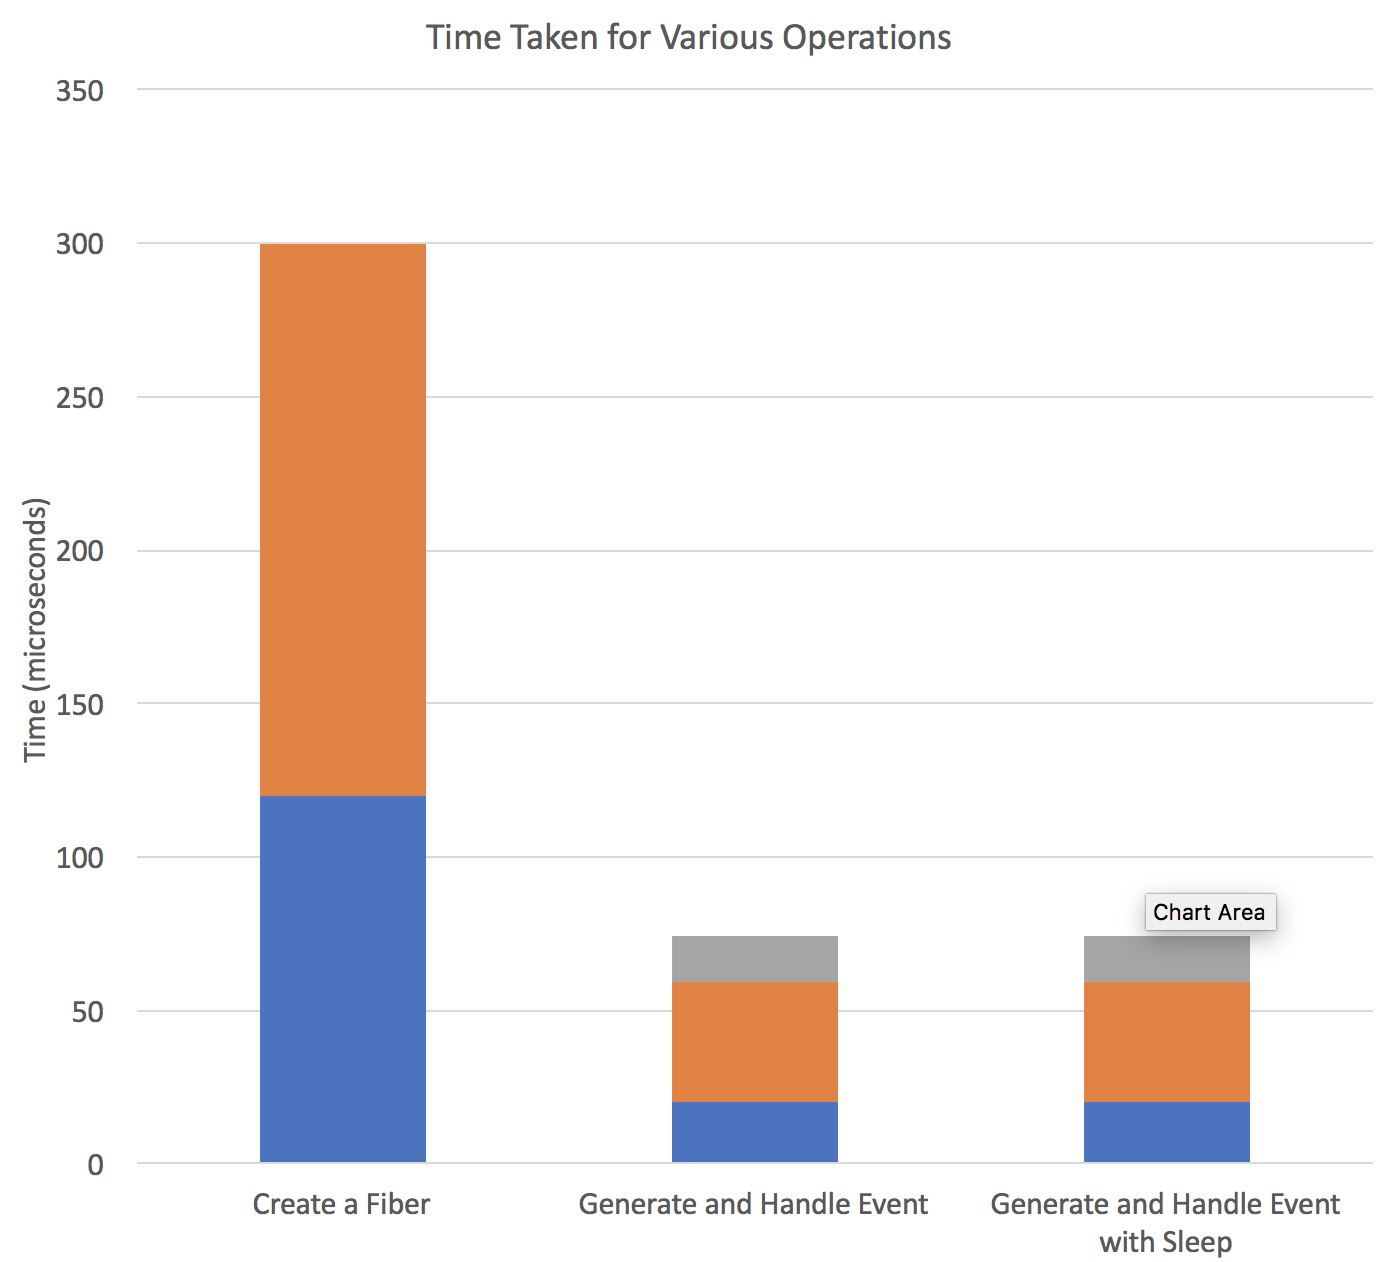 Time Taken for Various Operations
350
300
250
200
150
100
50
0
Time (microseconds)
Chart Area
Create a Fiber
Generate and Handle Event
Generate and Handle Event
with Sleep